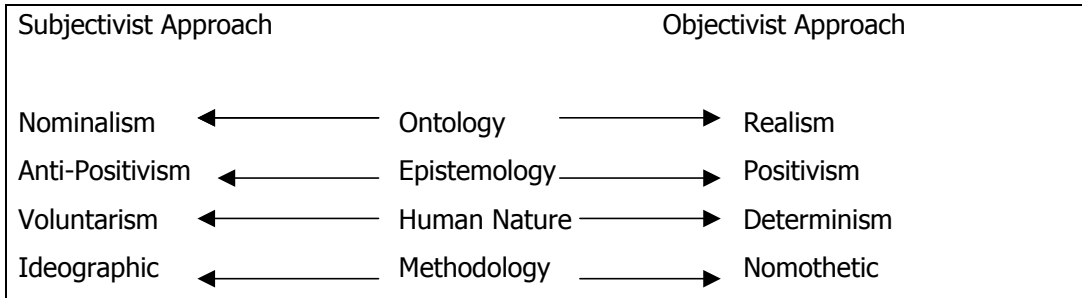 Subjectivist Approach Objectivist Approach
Nominalism Ontology Realism
Anti-Positivism Epistemology Positivism
Voluntarism Human Nature Determinism
Ideographic Methodology Nomothetic